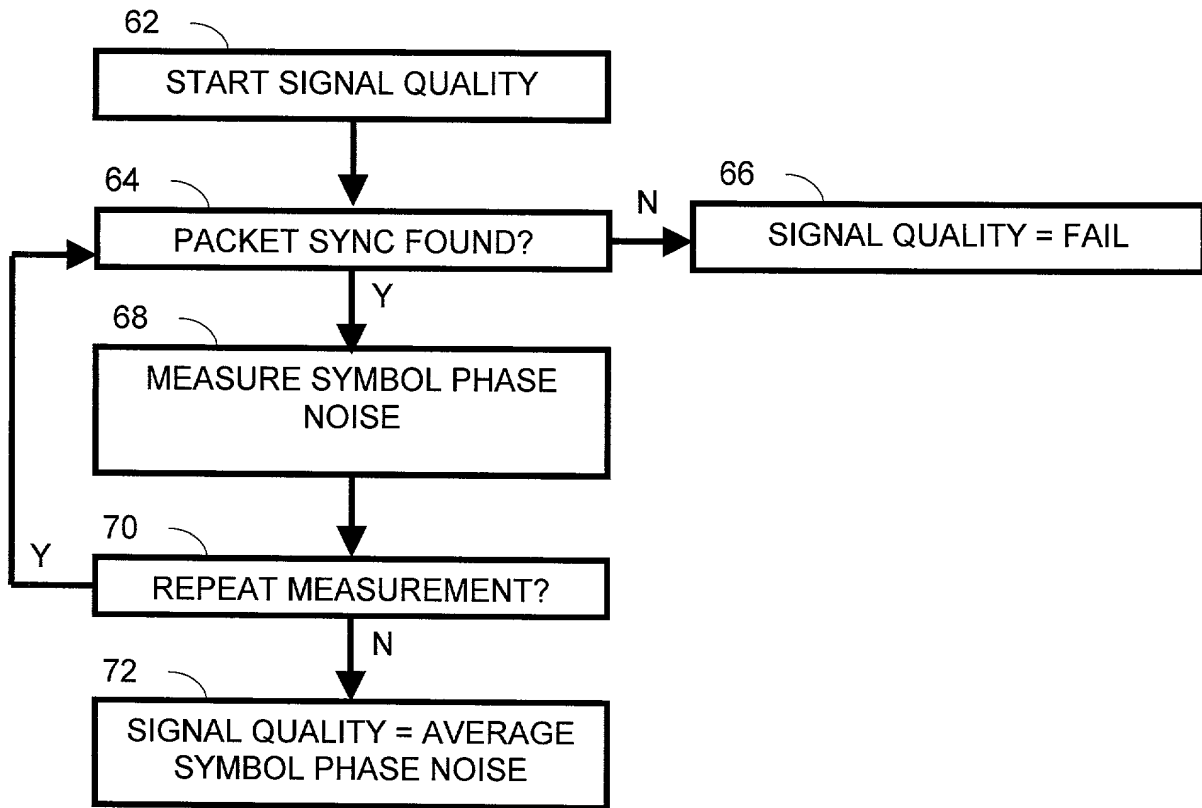 62
START SIGNAL QUALITY
64
PACKET SYNC FOUND?
N
66
SIGNAL QUALITY = FAIL
Y
68
MEASURE SYMBOL PHASE
NOISE
70
Y
REPEAT MEASUREMENT?
N
72
SIGNAL QUALITY = AVERAGE
SYMBOL PHASE NOISE